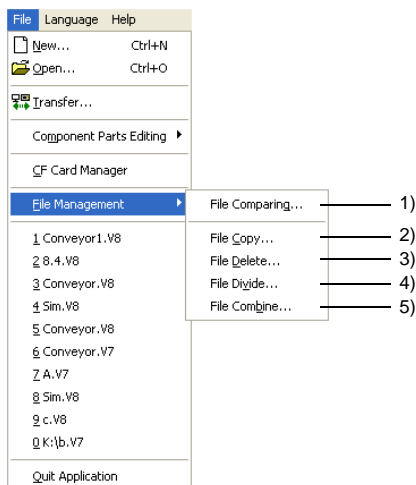 File Language Help
New... Ctrl+N
Open... Ctrl+O
Transfer...
Component Parts Editing
CF Card Manager
File Management
File Comparing... 1)
File Copy... 2)
File Delete... 3)
File Divide... 4)
File Combine... 5)
1 Conveyor1.V8
2 8.4.V8
3 Conveyor.V8
4 Sim.V8
5 Conveyor.V8
6 Conveyor.V7
7 A.V7
8 Sim.V8
9 c.V8
0 K:\b.V7
Quit Application